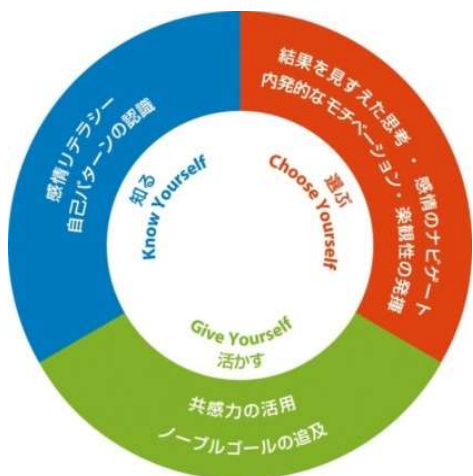 感情リテラシー
自己パターンの認識
知る
Know Yourself
結果を見すえた思考・感情のナビゲート
内発的なモチベーション・楽観性の発揮
選ぶ
Choose Yourself
Give Yourself
活かす
共感力の活用
ノーブルゴールの追及